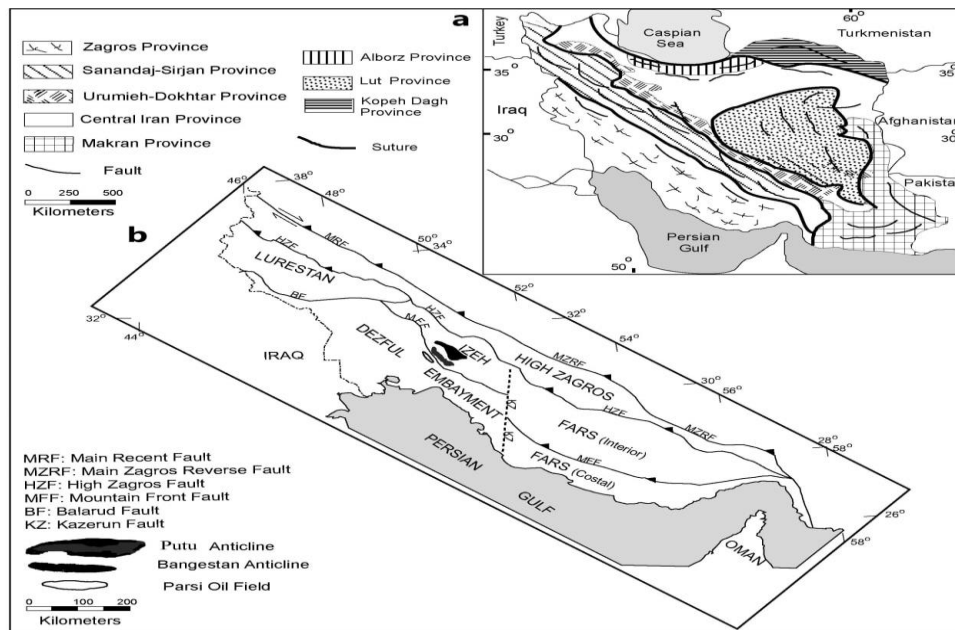 a
Zagros Province
Sanandaj-Sirjan Province
Urumieh-Dokhtar Province
Central Iran Province
Makran Province
Fault
Alborz Province
Lut Province
Kopeh Dagh
Province
Suture
0 250 500
Kilometers
60°
Turkey
Caspian
Sea
Turkmenistan
35°
35°
Iraq
Afghanistan
30°
30°
Pakista
Persian
Gulf
50°
b
46°
38°
48°
MRF
50°
34°
HZF
LURESTAN
BF
52°
32°
44°
32°
HZF
MFF
54°
IRAQ
DEZFUL
IZEH
HIGH ZAGROS
MZRF
30°
56°
EMBAYMENT
KZ
KZ
HZF
MZRF
FARS (Interior)
28°
58°
PERSIAN
MFF
FARS (Costal)
GULF
26°
58°
OMAN
MRF: Main Recent Fault
MZRF: Main Zagros Reverse Fault
HZF: High Zagros Fault
MFF: Mountain Front Fault
BF: Balarud Fault
KZ: Kazerun Fault
Putu Anticline
Bangestan Anticline
Parsi Oil Field
0 100 200
Kilometers